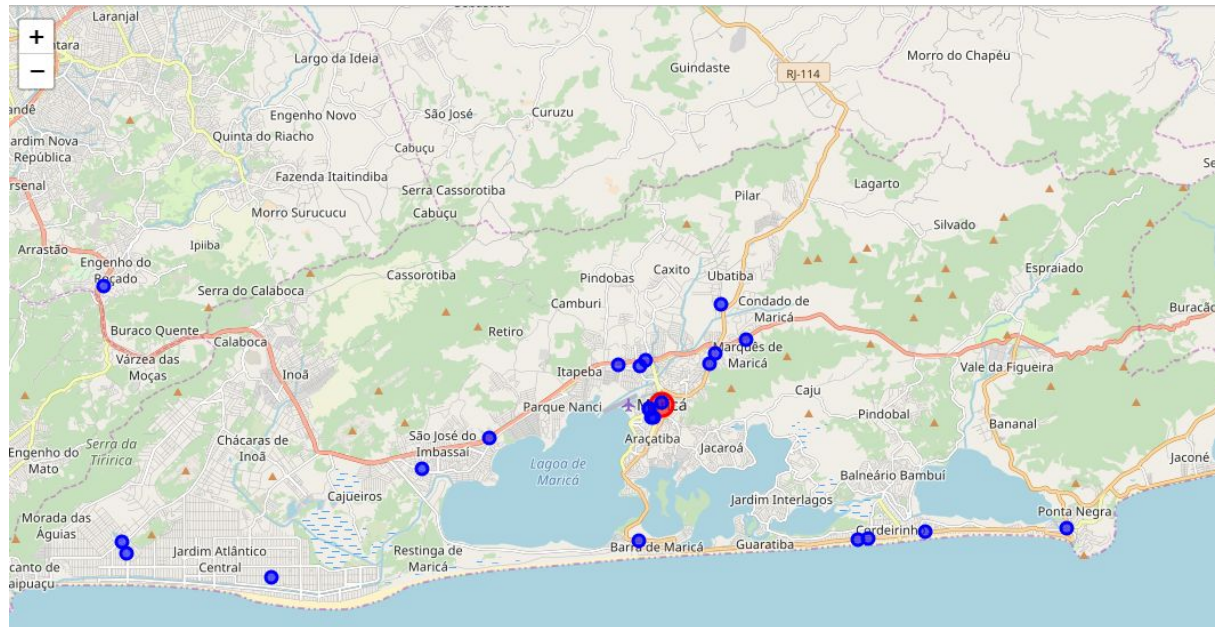 Laranjal
+
−
Largo da Ideia
Guindaste
RJ-114
Morro do Chapéu
Engenho Novo
São José
Curuzu
Quinta do Riacho
Cabuçu
Jardim Nova
República
Fazenda Itaitindiba
Serra Cassorotiba
Lagarto
Pilar
Morro Surucucu
Cabuçu
Silvado
Arrastão
Ipiiba
Engenho do
Roçado
Cassorotiba
Pindobas
Caxito
Ubatiba
Espraiado
Serra do Calaboca
Camburi
Condado de
Maricá
Buraco Quente
Calaboca
Retiro
Várzea das
Moças
Marquês de
Maricá
Vale da Figueira
Inoã
Itapeba
Caju
Parque Nanci
Maricá
Pindobal
Bananal
Chácaras de
Inoã
São José do
Imbassaí
Araçatiba
Jacaroá
Serra da
Tiririca
Engenho do
Mato
Lagoa de
Maricá
Balneário Bambuí
Jaconé
Cajueiros
Jardim Interlagos
Ponta Negra
Morada das
Águias
Cordeirinho
Jardim Atlântico
Central
Restinga de
Maricá
Barra de Maricá
Guaratiba